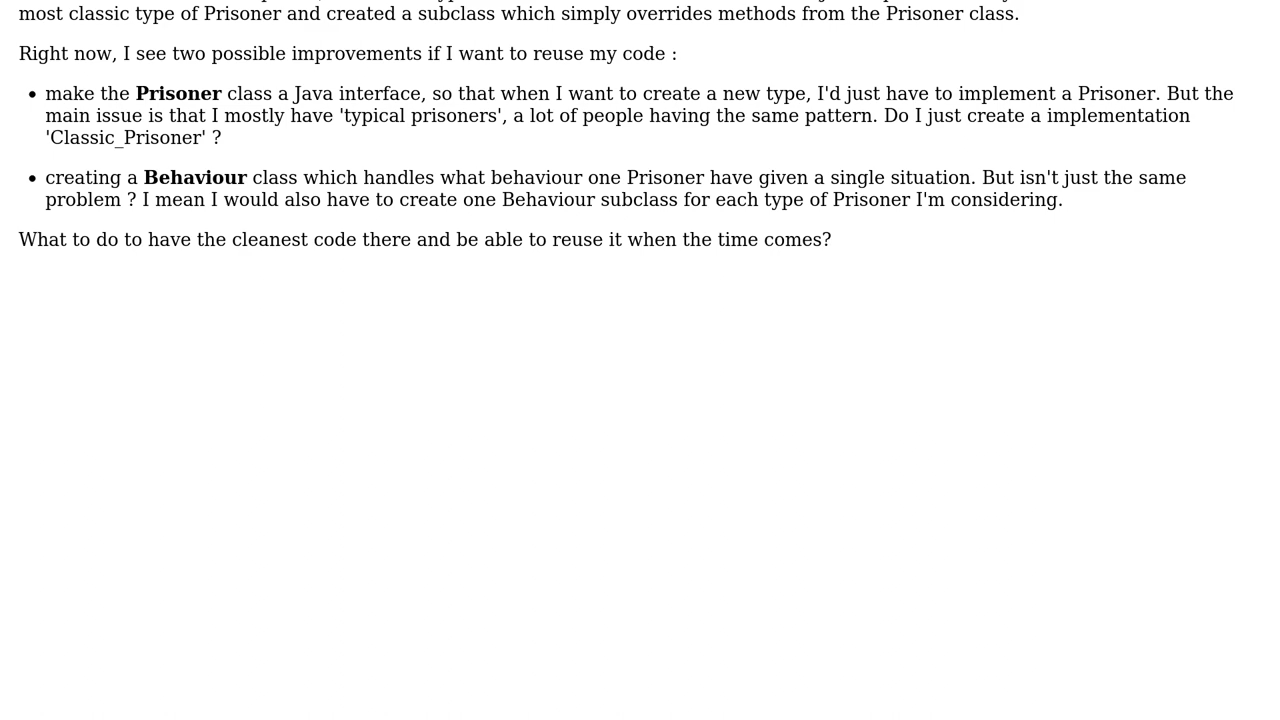 most classic type of Prisoner and created a subclass which simply overrides methods from the Prisoner class.
Right now, I see two possible improvements if I want to reuse my code :
• make the Prisoner class a Java interface, so that when I want to create a new type, I'd just have to implement a Prisoner. But the
main issue is that I mostly have 'typical prisoners', a lot of people having the same pattern. Do I just create a implementation
'Classic_Prisoner' ?
• creating a Behaviour class which handles what behaviour one Prisoner have given a single situation. But isn't just the same
problem ? I mean I would also have to create one Behaviour subclass for each type of Prisoner I'm considering.
What to do to have the cleanest code there and be able to reuse it when the time comes?